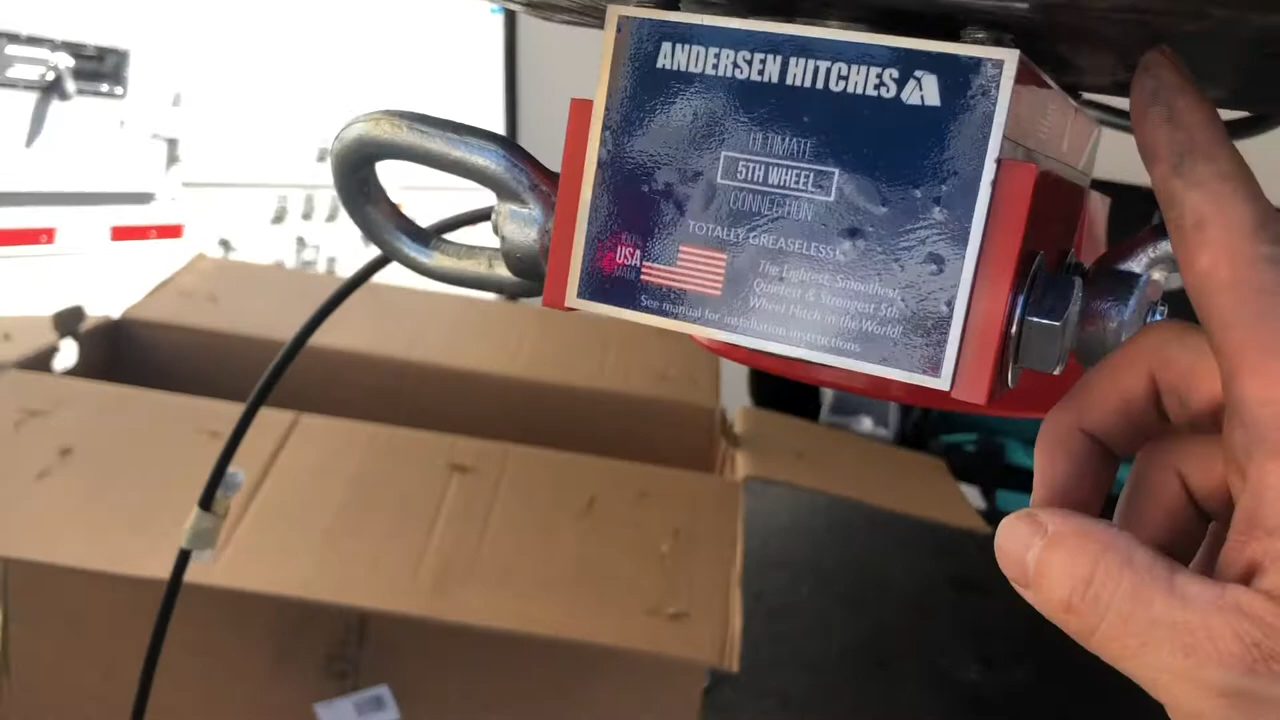 ANDERSEN HITCHES
ULTIMATE
5TH WHEEL
CONNECTION
TOTALLY GREASELESS!
100%
USA
MADE
The Lightest, Smoothest,
Quietest & Strongest 5th
Wheel Hitch in the World!
See manual for installation instructions